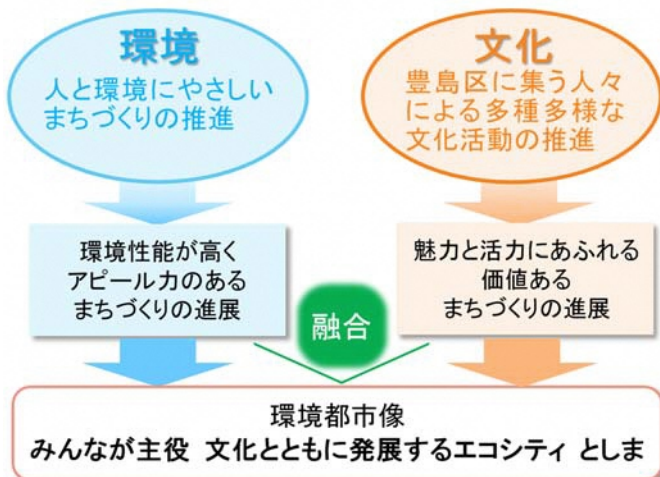 環境
人と環境にやさしい
まちづくりの推進
文化
豊島区に集う人々
による多種多様な
文化活動の推進
環境性能が高く
アピール力のある
まちづくりの進展
魅力と活力にあふれる
価値ある
まちづくりの進展
融合
環境都市像
みんなが主役 文化とともに発展するエコシティ としま